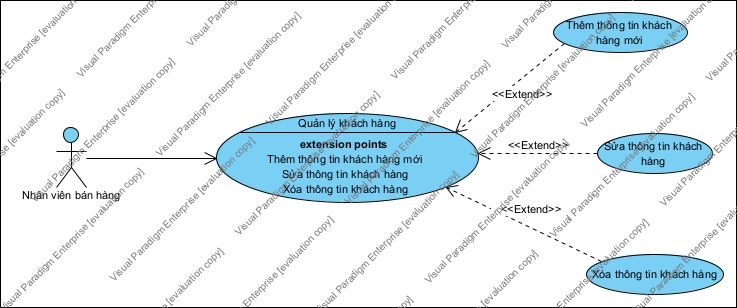 Thêm thông tin khách
hàng mới
<<Extend>>
Quản lý khách hàng
extension points
Thêm thông tin khách hàng mới
Sửa thông tin khách hàng
Xóa thông tin khách hàng
<<Extend>>
Sửa thông tin khách
hàng
Nhân viên bán hàng
<<Extend>>
Xóa thông tin khách hàng
Visual Paradigm Enterprise [evaluation copy]